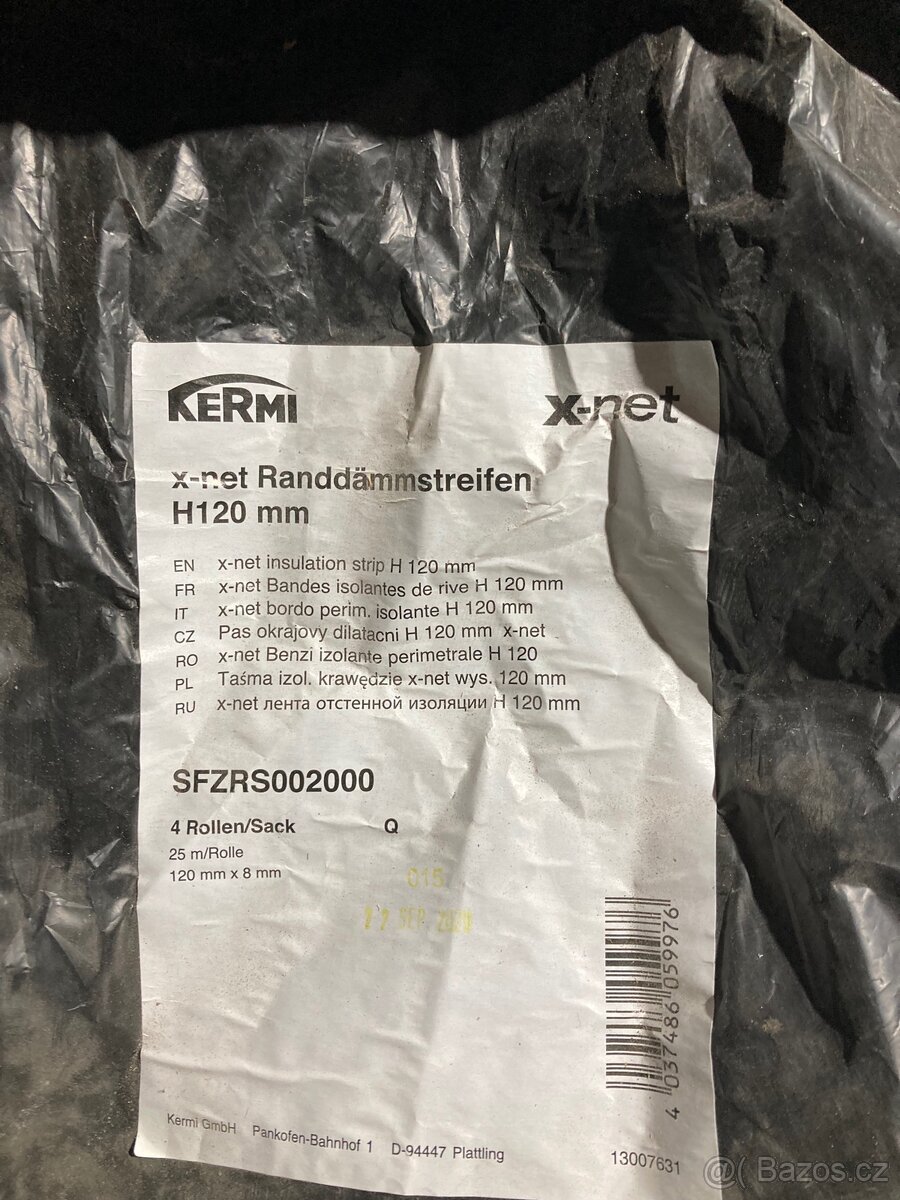 KERMI
x-net
x-net Randdämmstreifen
H120 mm
EN x-net insulation strip H 120 mm
FR x-net Bandes isolantes de rive H 120 mm
IT x-net bordo perim. isolante H 120 mm
CZ Pas okrajovy dilatacni H 120 mm x-net
RO x-net Benzi izolante perimetrale H 120
PL Taśma izol. krawędzie x-net wys. 120 mm
RU x-net лента отстенной изоляции H 120 mm
SFZRS002000
4 Rollen/Sack Q
25 m/Rolle
120 mm x 8 mm
SEP
4 037486 059976
Kermi GmbH Pankofen-Bahnhof 1 D-94447 Plattling
13007631
@( Bazos.cz